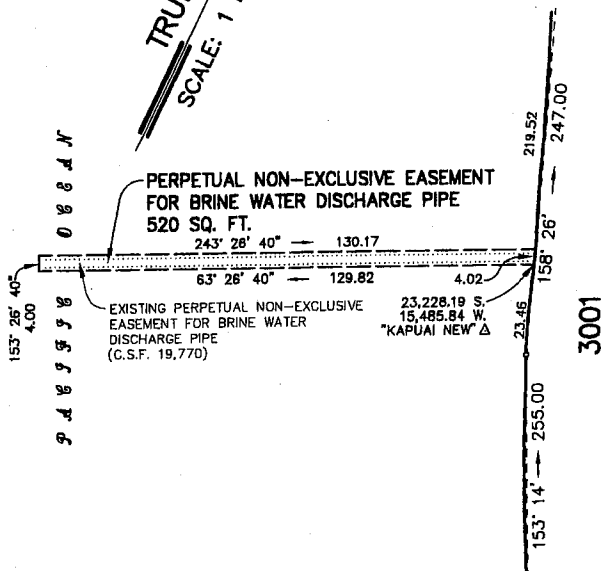 TRU
SCALE: 1
PACIFIC OCEAN
PERPETUAL NON-EXCLUSIVE EASEMENT
FOR BRINE WATER DISCHARGE PIPE
520 SQ. FT.
243° 26' 40" 130.17
63° 26' 40" 129.82
4.02
153° 26' 40"
4.00
EXISTING PERPETUAL NON-EXCLUSIVE
EASEMENT FOR BRINE WATER
DISCHARGE PIPE
(C.S.F. 19,770)
23,228.19 S.
15,485.84 W.
"KAPUAI NEW" △
219.52
158° 26' 247.00
23.46
153° 14' 255.00
3001